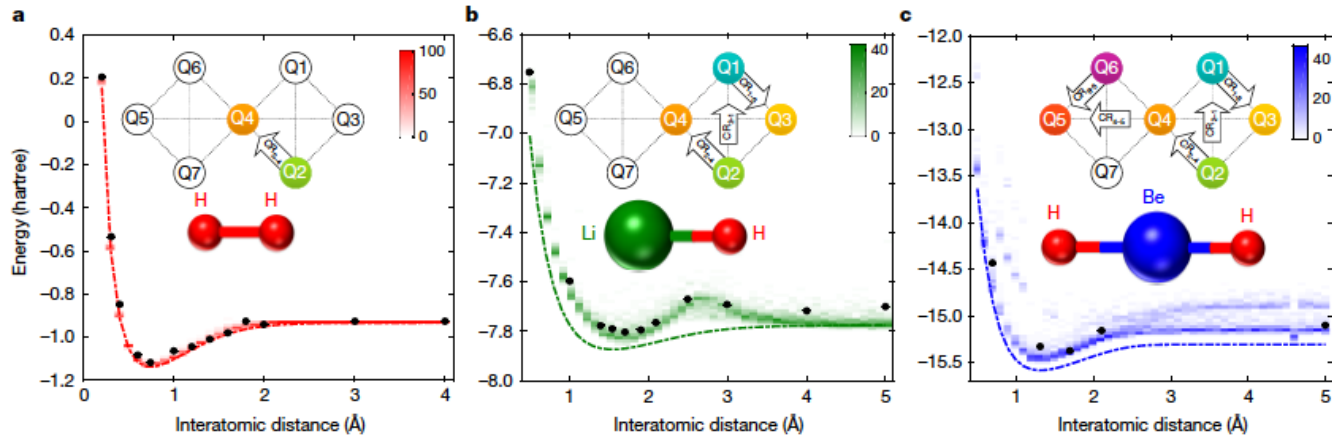 a
Energy (hartree)
0.4
0.2
0
−0.2
−0.4
−0.6
−0.8
−1.0
−1.2
0 1 2 3 4
Interatomic distance (Å)
100
50
0
Q6 Q1
Q5 Q4 Q3
Q7 Q2
H H
b
−6.6
−6.8
−7.0
−7.2
−7.4
−7.6
−7.8
−8.0
1 2 3 4 5
Interatomic distance (Å)
40
20
0
Q6 Q1
Q5 Q4 Q3
Q7 Q2
Li H
c
−12.0
−12.5
−13.0
−13.5
−14.0
−14.5
−15.0
−15.5
1 2 3 4 5
Interatomic distance (Å)
40
20
0
Q6 Q1
Q5 Q4 Q3
Q7 Q2
Be
H H